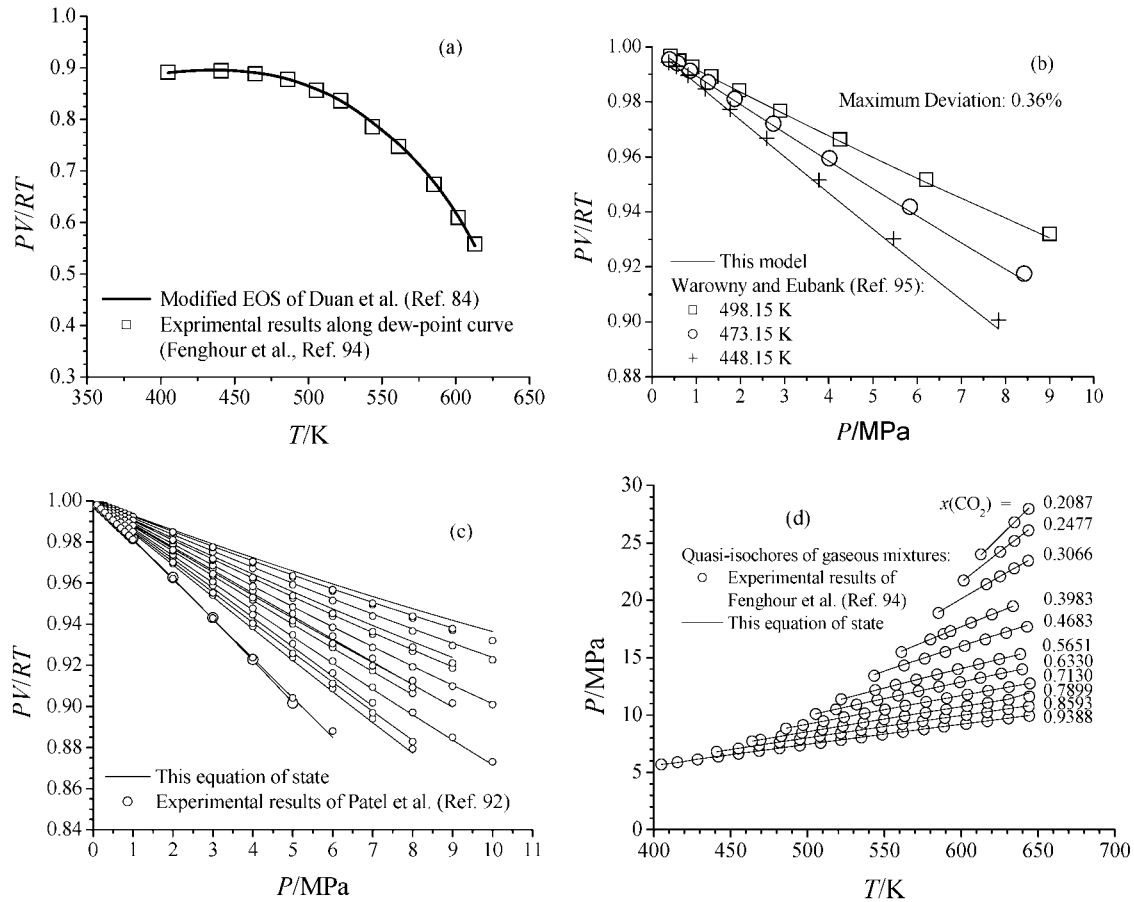 1.0
0.9
0.8
0.7
0.6
0.5
0.4
0.3
350
400
450
500
550
600
650
PV/RT
T/K
(a)
Modified EOS of Duan et al. (Ref. 84)
Exprimental results along dew-point curve
(Fenghour et al., Ref. 94)
1.00
0.98
0.96
0.94
0.92
0.90
0.88
0
1
2
3
4
5
6
7
8
9
10
PV/RT
P/MPa
(b)
Maximum Deviation: 0.36%
This model
Warowny and Eubank (Ref. 95):
498.15 K
473.15 K
448.15 K
1.00
0.98
0.96
0.94
0.92
0.90
0.88
0.86
0.84
0
1
2
3
4
5
6
7
8
9
10
11
PV/RT
P/MPa
(c)
This equation of state
Experimental results of Patel et al. (Ref. 92)
30
25
20
15
10
5
0
400
450
500
550
600
650
700
P/MPa
T/K
(d)
x(CO₂) =
0.2087
0.2477
0.3066
0.3983
0.4683
0.5651
0.6330
0.7130
0.7899
0.8593
0.9388
Quasi-isochores of gaseous mixtures:
Experimental results of
Fenghour et al. (Ref. 94)
This equation of state